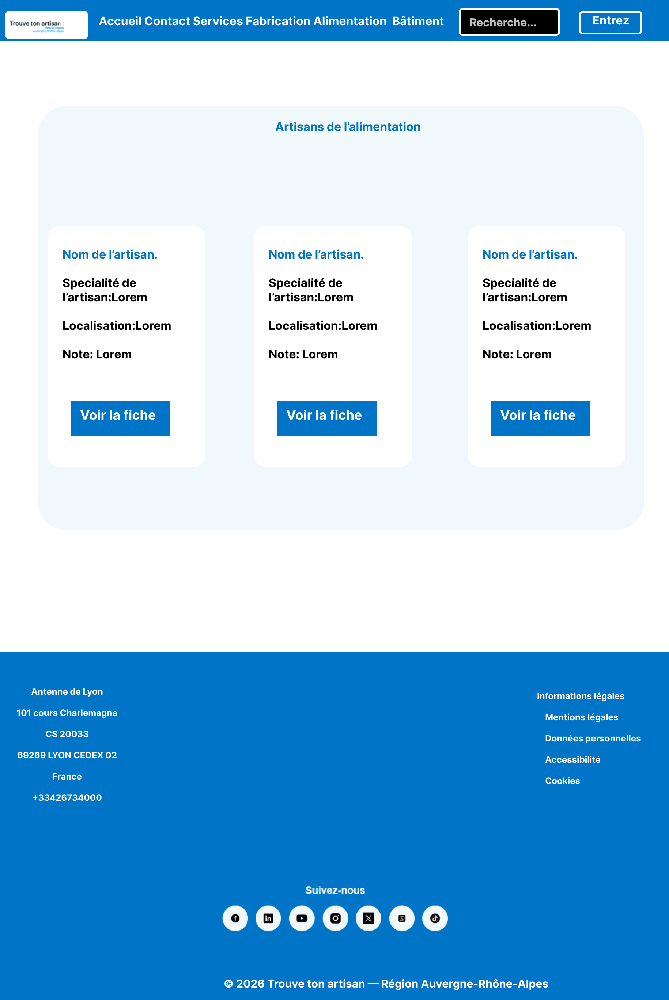 Trouve ton artisan !
Avec la région
Auvergne-Rhône-Alpes
Accueil Contact Services Fabrication Alimentation Bâtiment
Recherche...
Entrez
Artisans de l’alimentation
Nom de l’artisan.
Specialité de
l’artisan:Lorem
Localisation:Lorem
Note: Lorem
Voir la fiche
Nom de l’artisan.
Specialité de
l’artisan:Lorem
Localisation:Lorem
Note: Lorem
Voir la fiche
Nom de l’artisan.
Specialité de
l’artisan:Lorem
Localisation:Lorem
Note: Lorem
Voir la fiche
Antenne de Lyon
101 cours Charlemagne
CS 20033
69269 LYON CEDEX 02
France
+33426734000
Informations légales
Mentions légales
Données personnelles
Accessibilité
Cookies
Suivez-nous
© 2026 Trouve ton artisan — Région Auvergne-Rhône-Alpes